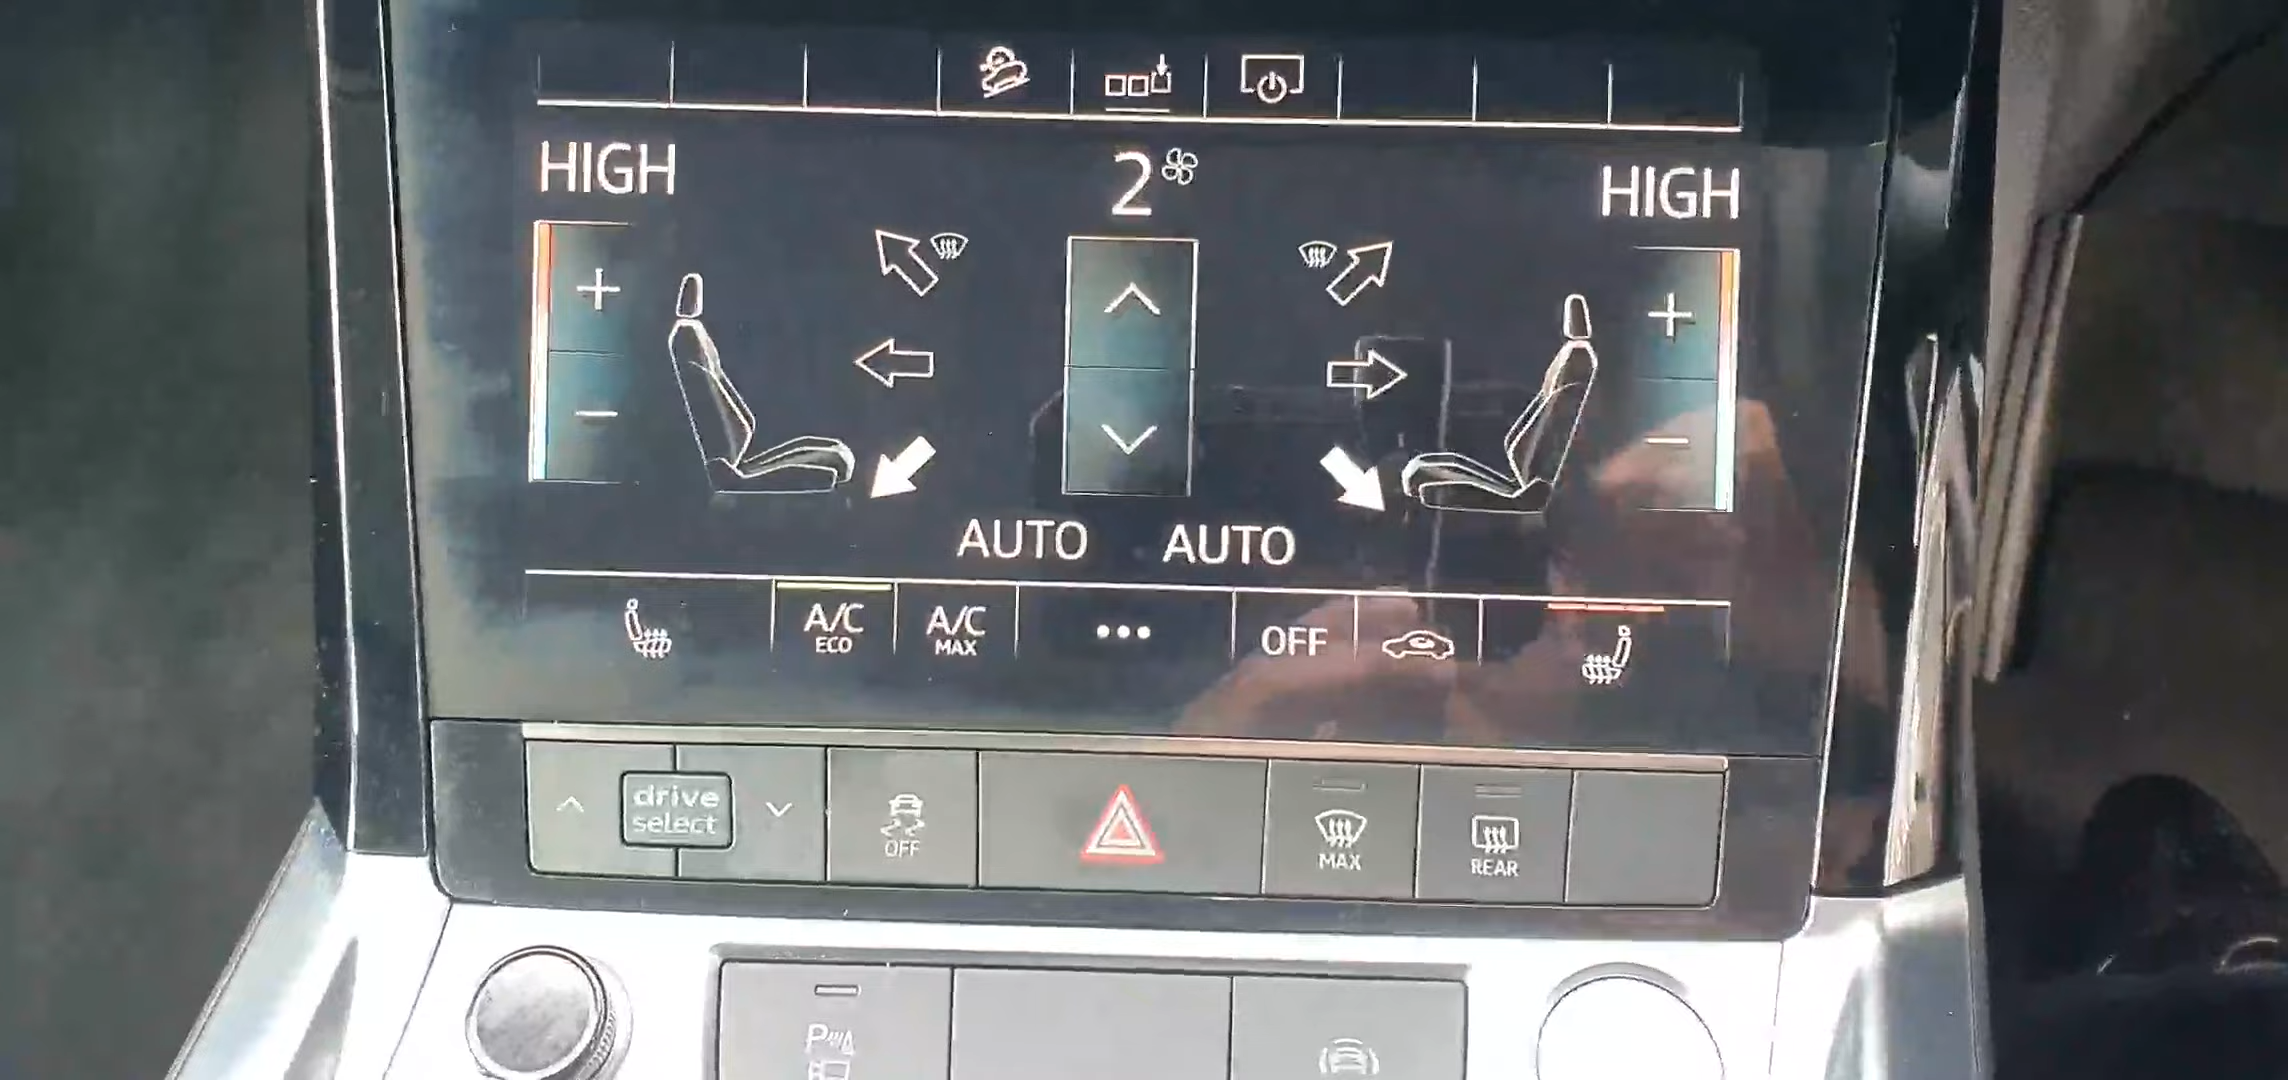 HIGH
2
HIGH
AUTO AUTO
A/C
ECO
A/C
MAX
OFF
drive
select
OFF
MAX
REAR
P